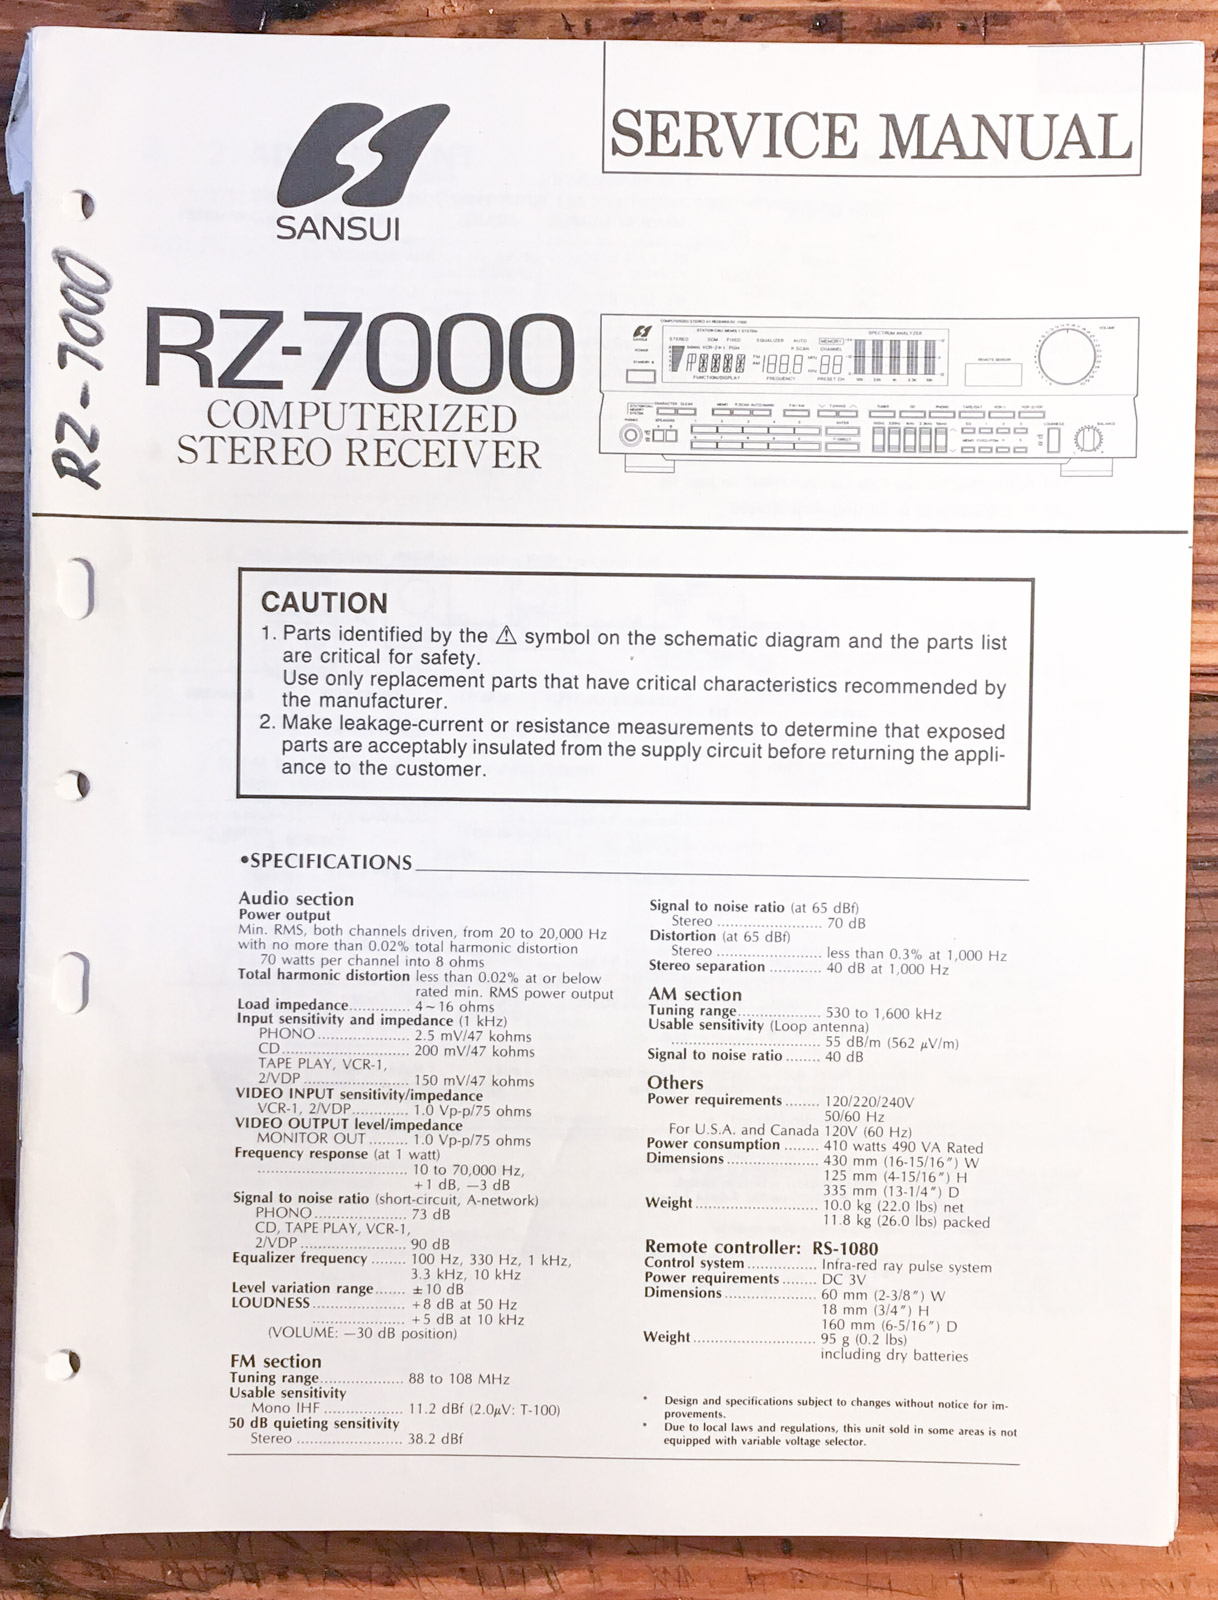 SERVICE MANUAL
SANSUI
RZ-7000
RZ-7000
COMPUTERIZED
STEREO RECEIVER
SPECTRUM ANALYZER
VOLUME
STEREO
EQUALIZER AUTO
MEMORY
FUNCTION/DISPLAY
FREQUENCY
PRESET CH
REMOTE SENSOR
POWER
BALANCE
CAUTION
1. Parts identified by the ⚠ symbol on the schematic diagram and the parts list
are critical for safety.
Use only replacement parts that have critical characteristics recommended by
the manufacturer.
2. Make leakage-current or resistance measurements to determine that exposed
parts are acceptably insulated from the supply circuit before returning the appli-
ance to the customer.
•SPECIFICATIONS
Audio section
Power output
Min. RMS, both channels driven, from 20 to 20,000 Hz
with no more than 0.02% total harmonic distortion
70 watts per channel into 8 ohms
Total harmonic distortion less than 0.02% at or below
rated min. RMS power output
Load impedance.............. 4~16 ohms
Input sensitivity and impedance (1 kHz)
PHONO..................... 2.5 mV/47 kohms
CD............................. 200 mV/47 kohms
TAPE PLAY, VCR-1,
2/VDP ........................ 150 mV/47 kohms
VIDEO INPUT sensitivity/impedance
VCR-1, 2/VDP............. 1.0 Vp-p/75 ohms
VIDEO OUTPUT level/impedance
MONITOR OUT ......... 1.0 Vp-p/75 ohms
Frequency response (at 1 watt)
.................................. 10 to 70,000 Hz,
+1 dB, −3 dB
Signal to noise ratio (short-circuit, A-network)
PHONO..................... 73 dB
CD, TAPE PLAY, VCR-1,
2/VDP ........................ 90 dB
Equalizer frequency ........ 100 Hz, 330 Hz, 1 kHz,
3.3 kHz, 10 kHz
Level variation range....... ±10 dB
LOUDNESS..................... +8 dB at 50 Hz
..................... +5 dB at 10 kHz
(VOLUME: −30 dB position)
FM section
Tuning range................... 88 to 108 MHz
Usable sensitivity
Mono IHF .................. 11.2 dBf (2.0μV: T-100)
50 dB quieting sensitivity
Stereo ........................ 38.2 dBf
Signal to noise ratio (at 65 dBf)
Stereo ........................ 70 dB
Distortion (at 65 dBf)
Stereo ........................ less than 0.3% at 1,000 Hz
Stereo separation ............ 40 dB at 1,000 Hz
AM section
Tuning range................... 530 to 1,600 kHz
Usable sensitivity (Loop antenna)
.................................. 55 dB/m (562 μV/m)
Signal to noise ratio ........ 40 dB
Others
Power requirements ........ 120/220/240V
50/60 Hz
For U.S.A. and Canada 120V (60 Hz)
Power consumption ........ 410 watts 490 VA Rated
Dimensions ..................... 430 mm (16-15/16″) W
125 mm (4-15/16″) H
335 mm (13-1/4″) D
Weight ............................ 10.0 kg (22.0 lbs) net
11.8 kg (26.0 lbs) packed
Remote controller: RS-1080
Control system ................ Infra-red ray pulse system
Power requirements ........ DC 3V
Dimensions ..................... 60 mm (2-3/8″) W
18 mm (3/4″) H
160 mm (6-5/16″) D
Weight ............................ 95 g (0.2 lbs)
including dry batteries
* Design and specifications subject to changes without notice for im-
provements.
* Due to local laws and regulations, this unit sold in some areas is not
equipped with variable voltage selector.